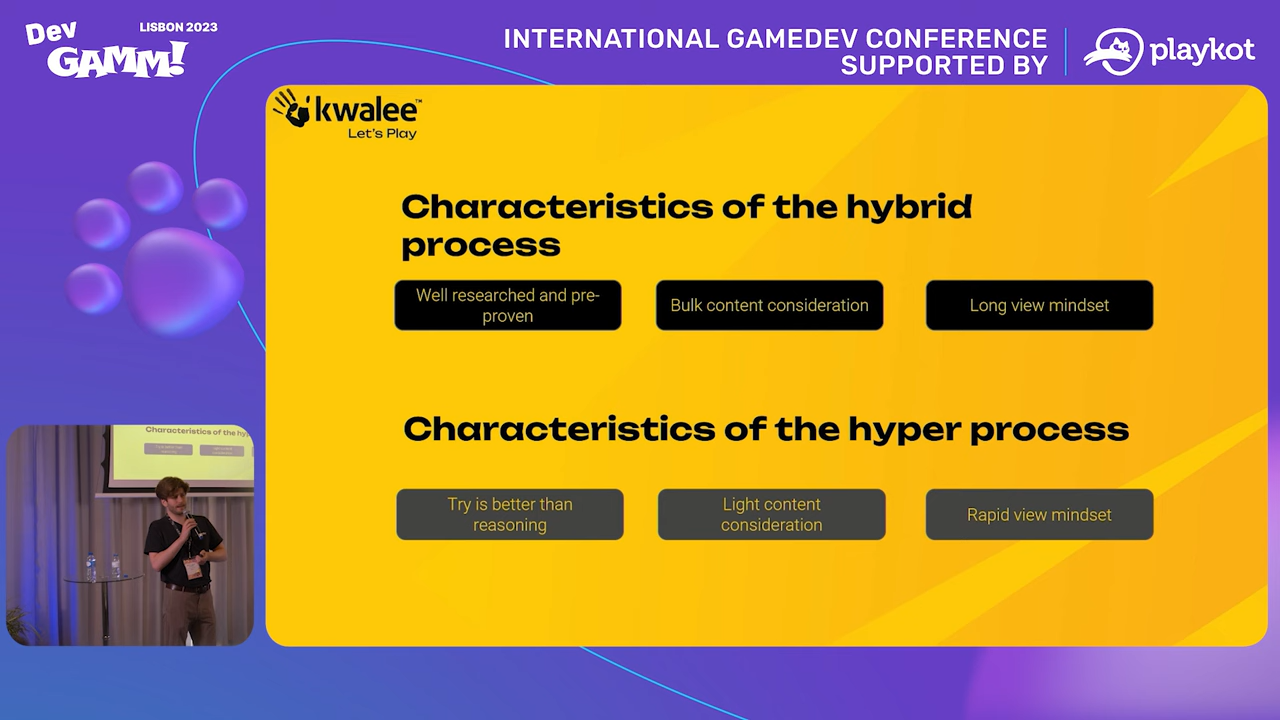 Dev
GAMM!
LISBON 2023
INTERNATIONAL GAMEDEV CONFERENCE
SUPPORTED BY
playkot
kwalee™
Let's Play
Characteristics of the hybrid
process
Well researched and pre-
proven
Bulk content consideration
Long view mindset
Characteristics of the hyper process
Try is better than
reasoning
Light content
consideration
Rapid view mindset
Characteristics of the hy